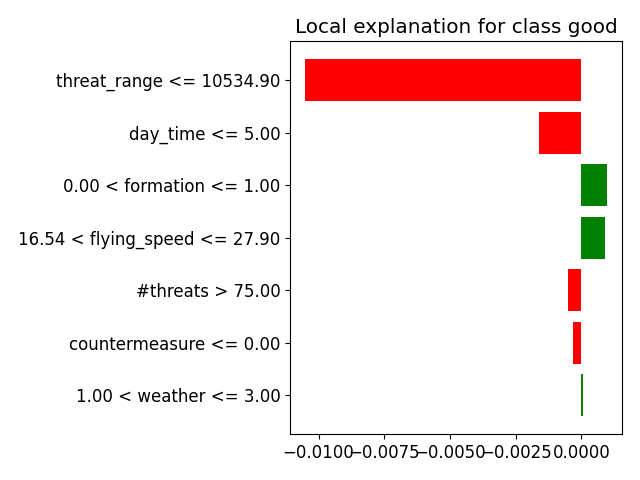 Local explanation for class good
threat_range <= 10534.90
day_time <= 5.00
0.00 < formation <= 1.00
16.54 < flying_speed <= 27.90
#threats > 75.00
countermeasure <= 0.00
1.00 < weather <= 3.00
−0.0100 −0.0075 −0.0050 −0.0025 0.0000